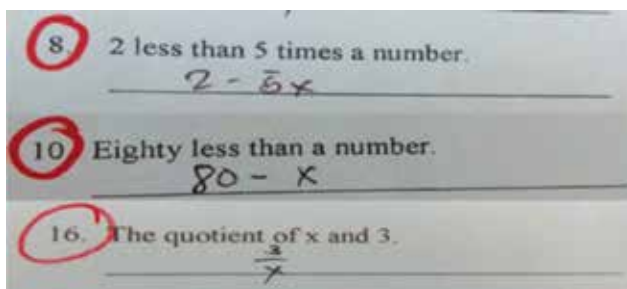 8. 2 less than 5 times a number.
2 - 5x
10 Eighty less than a number.
80 - x
16. The quotient of x and 3.
3/x